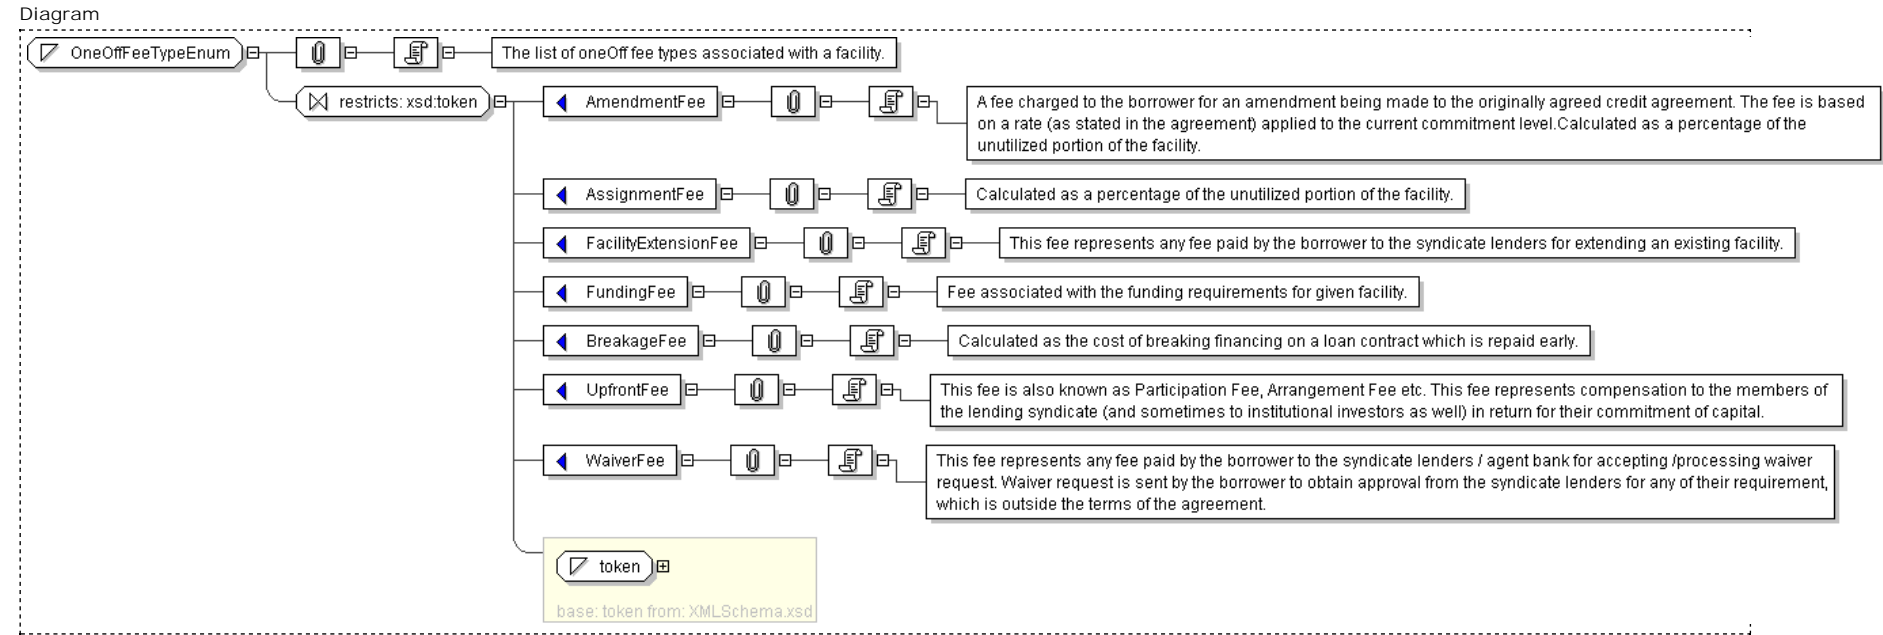 Diagram
OneOffFeeTypeEnum
The list of oneOff fee types associated with a facility.
restricts: xsd:token
AmendmentFee
A fee charged to the borrower for an amendment being made to the originally agreed credit agreement. The fee is based
on a rate (as stated in the agreement) applied to the current commitment level.Calculated as a percentage of the
unutilized portion of the facility.
AssignmentFee
Calculated as a percentage of the unutilized portion of the facility.
FacilityExtensionFee
This fee represents any fee paid by the borrower to the syndicate lenders for extending an existing facility.
FundingFee
Fee associated with the funding requirements for given facility.
BreakageFee
Calculated as the cost of breaking financing on a loan contract which is repaid early.
UpfrontFee
This fee is also known as Participation Fee, Arrangement Fee etc. This fee represents compensation to the members of
the lending syndicate (and sometimes to institutional investors as well) in return for their commitment of capital.
WaiverFee
This fee represents any fee paid by the borrower to the syndicate lenders / agent bank for accepting /processing waiver
request. Waiver request is sent by the borrower to obtain approval from the syndicate lenders for any of their requirement,
which is outside the terms of the agreement.
token
base: token from: XMLSchema.xsd